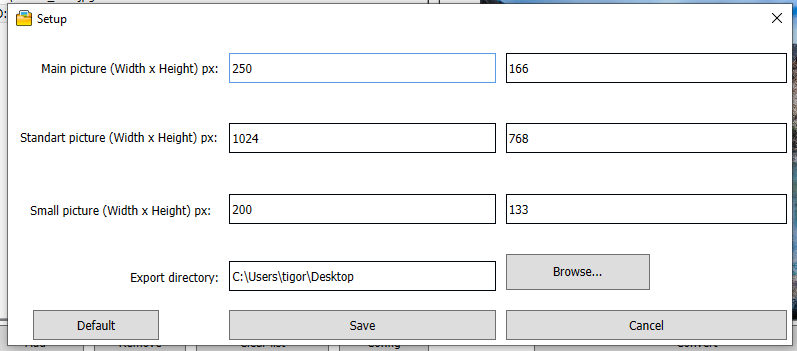 Setup
Main picture (Width x Height) px: 250 166
Standart picture (Width x Height) px: 1024 768
Small picture (Width x Height) px: 200 133
Export directory: C:\Users\tigor\Desktop Browse...
Default Save Cancel